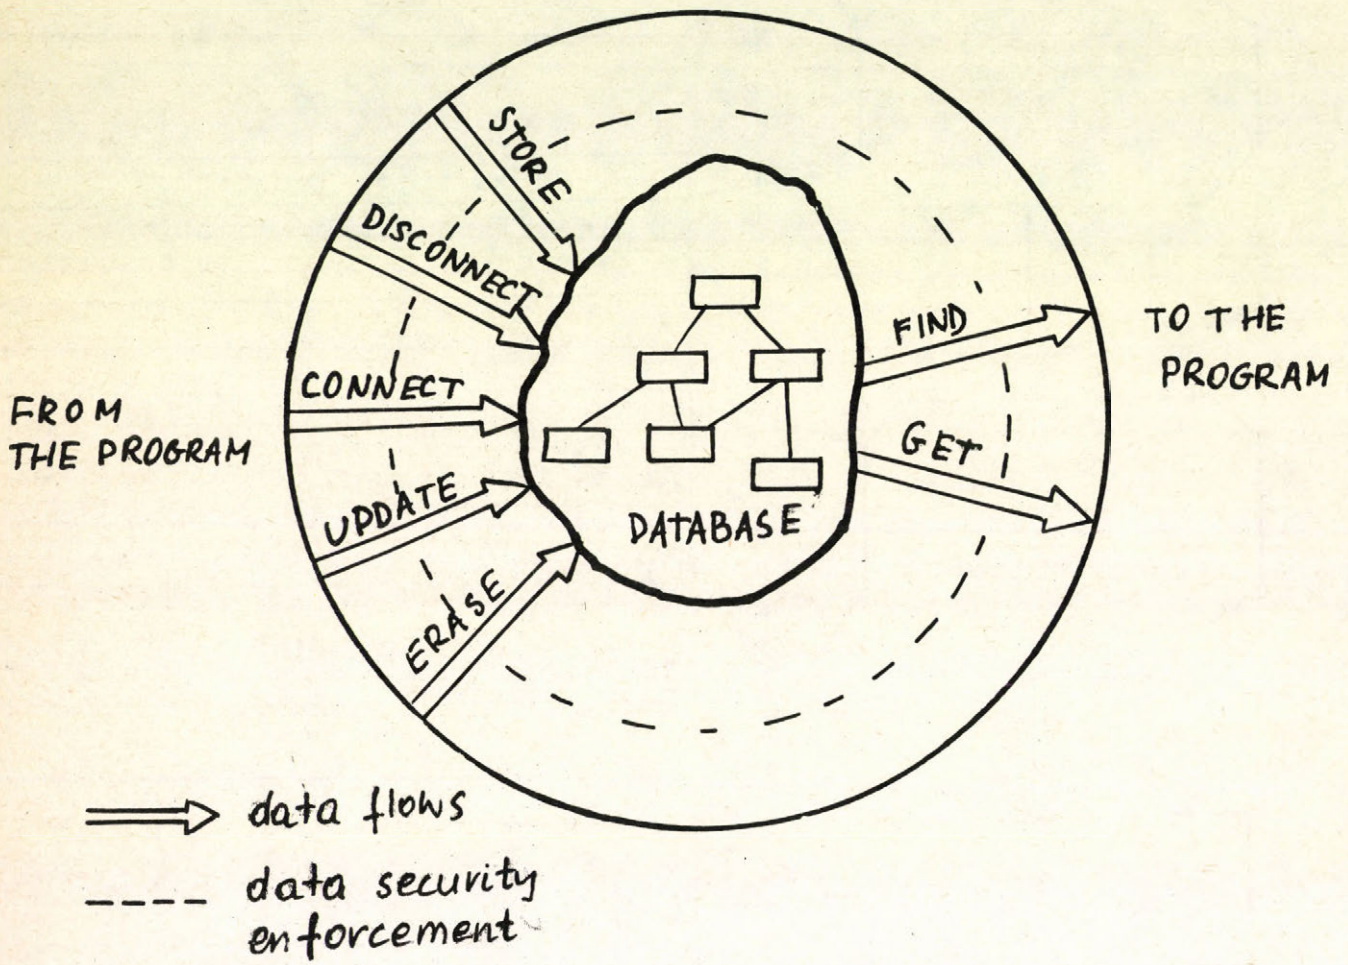 STORE
DISCONNECT
CONNECT
UPDATE
ERASE
FROM
THE PROGRAM
FIND
GET
TO THE
PROGRAM
DATABASE
data flows
data security
enforcement